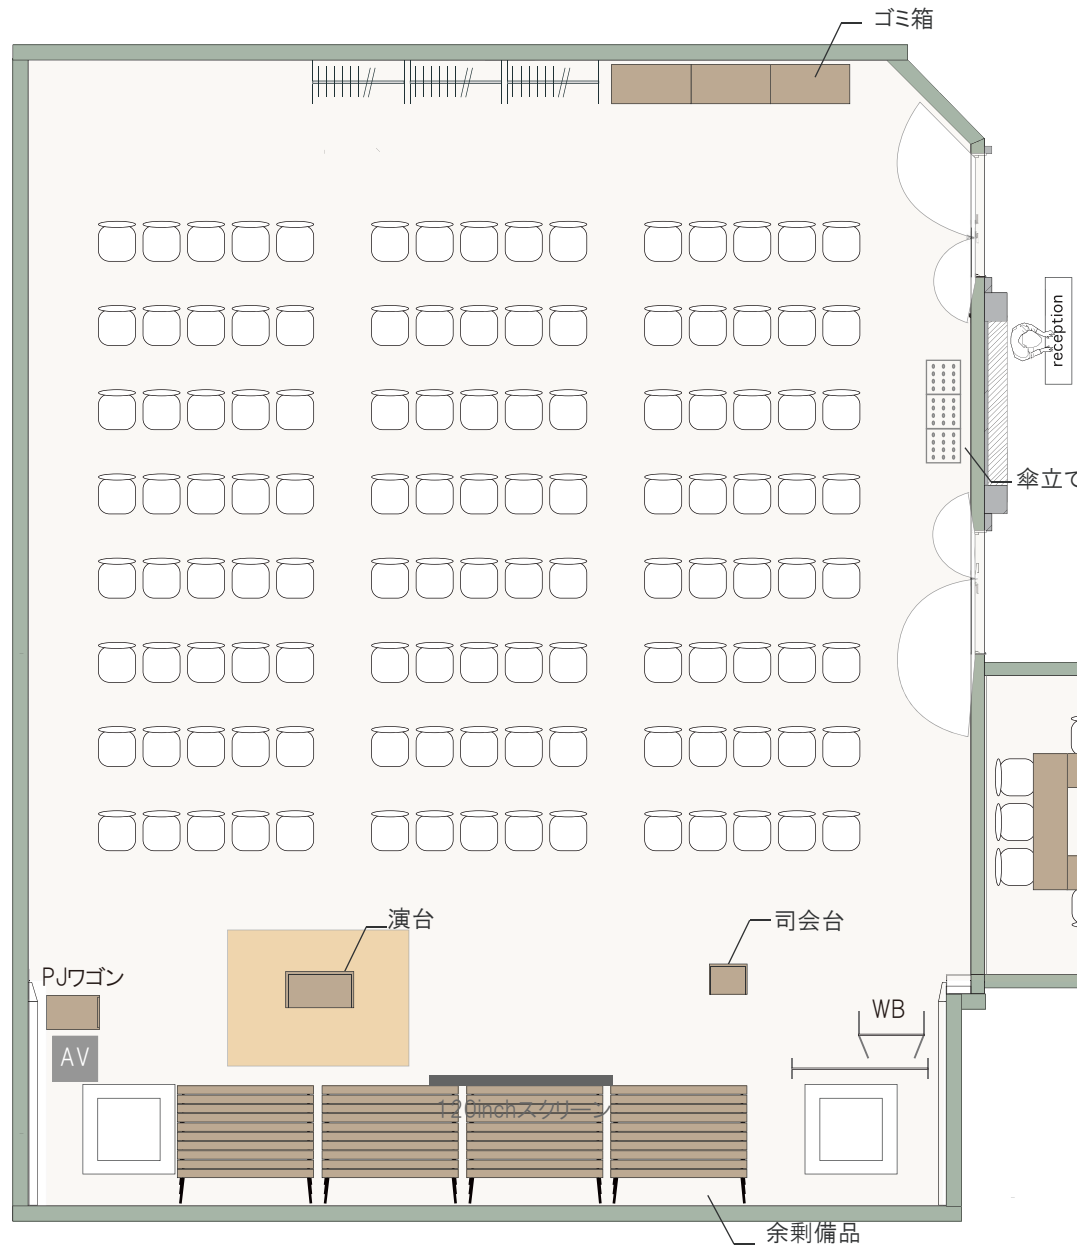 ゴミ箱
reception
傘立て
演台
司会台
PJワゴン
WB
AV
120inchスクリーン
余剰備品